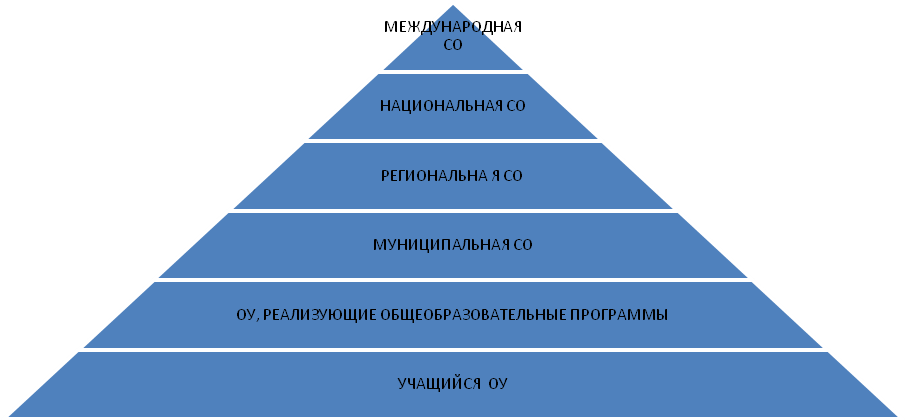 МЕЖДУНАРОДНАЯ
СО
НАЦИОНАЛЬНАЯ СО
РЕГИОНАЛЬНА Я СО
МУНИЦИПАЛЬНАЯ СО
ОУ, РЕАЛИЗУЮЩИЕ ОБЩЕОБРАЗОВАТЕЛЬНЫЕ ПРОГРАММЫ
УЧАЩИЙСЯ ОУ